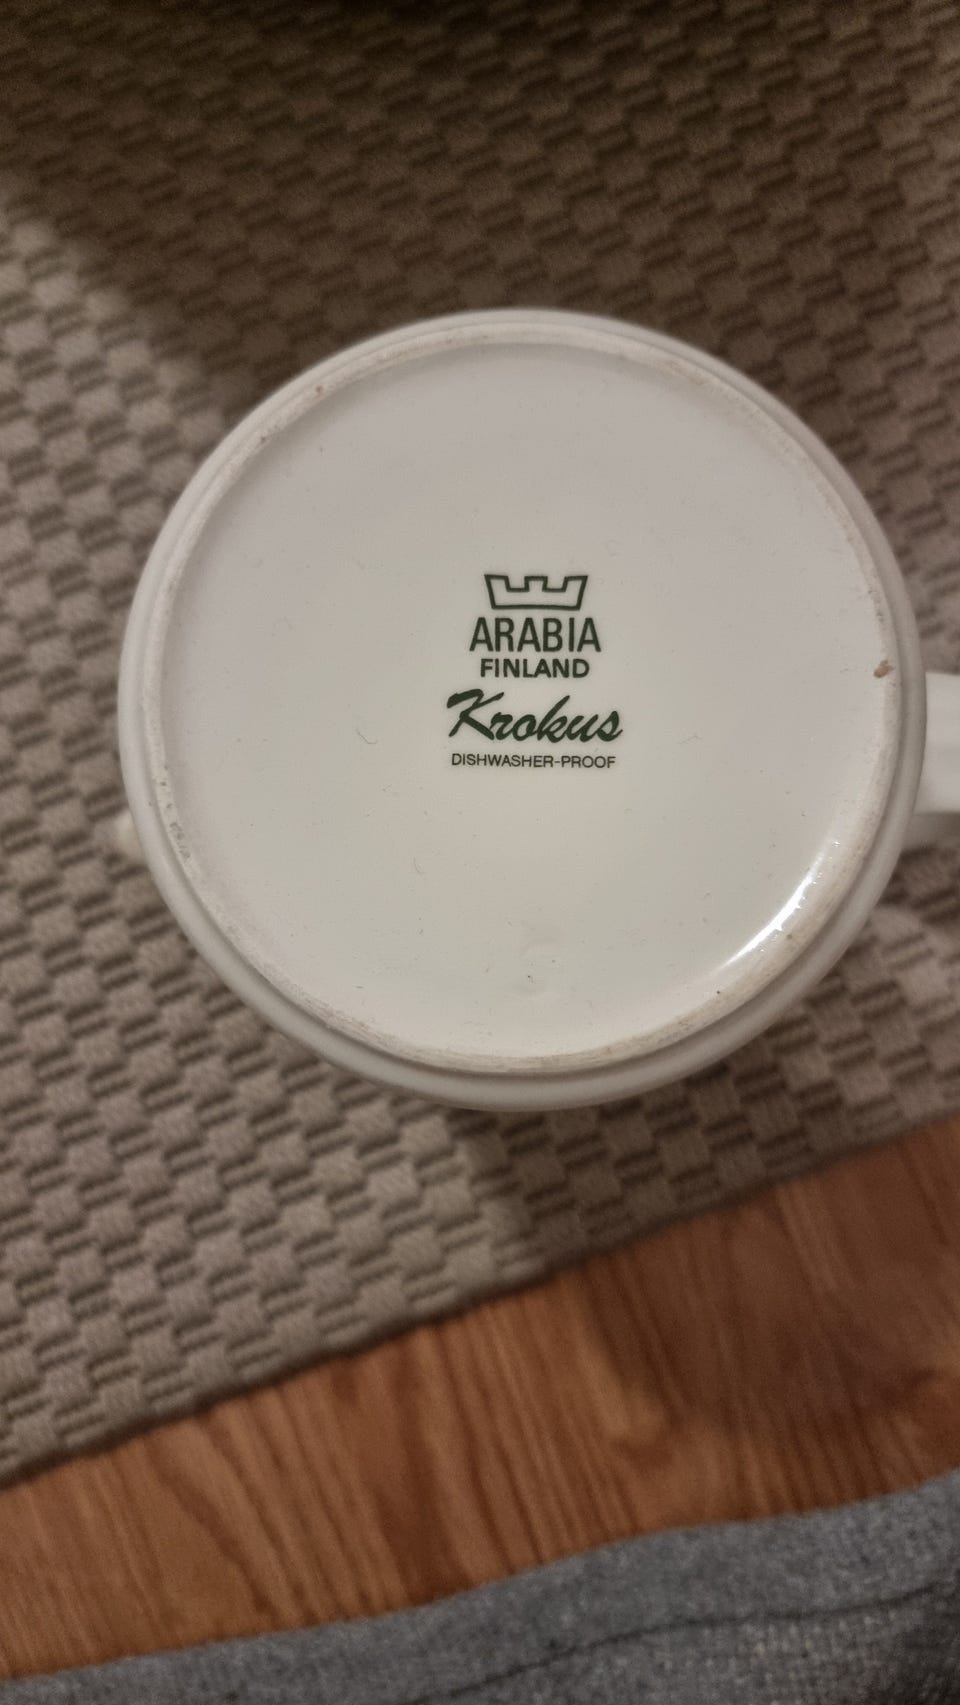 ARABIA
FINLAND
Krokus
DISHWASHER-PROOF